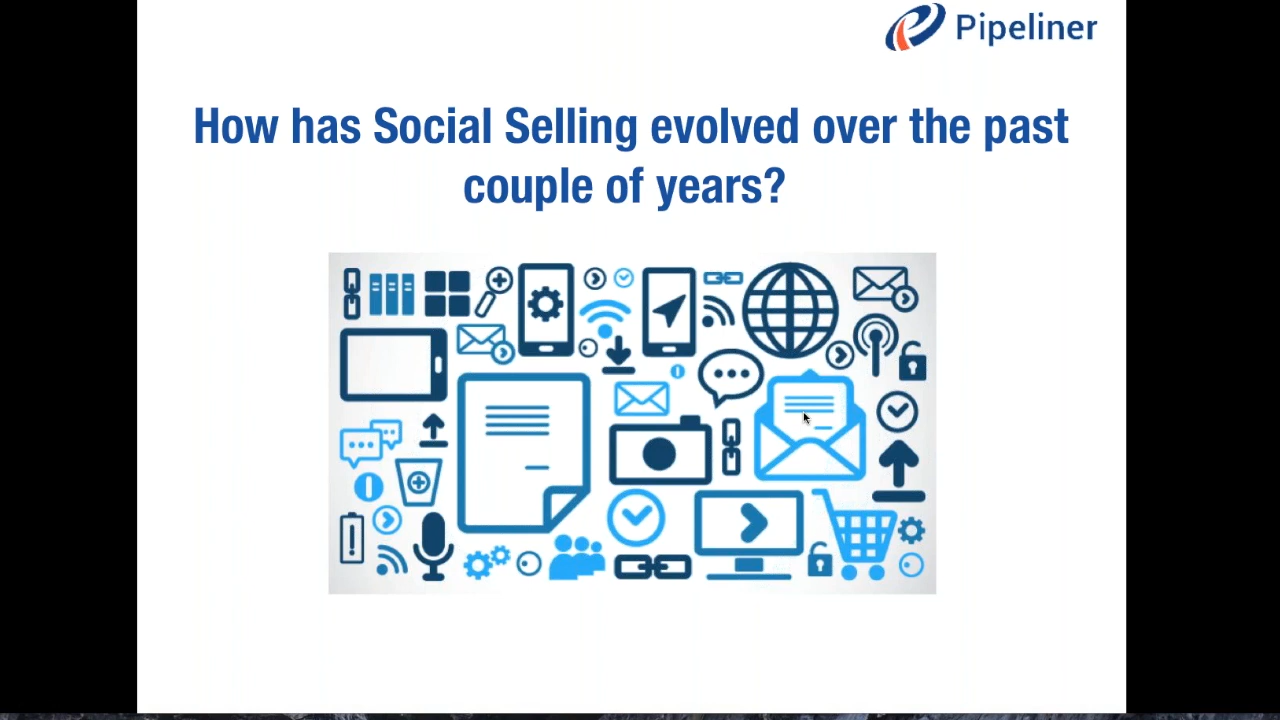 Pipeliner
How has Social Selling evolved over the past
couple of years?